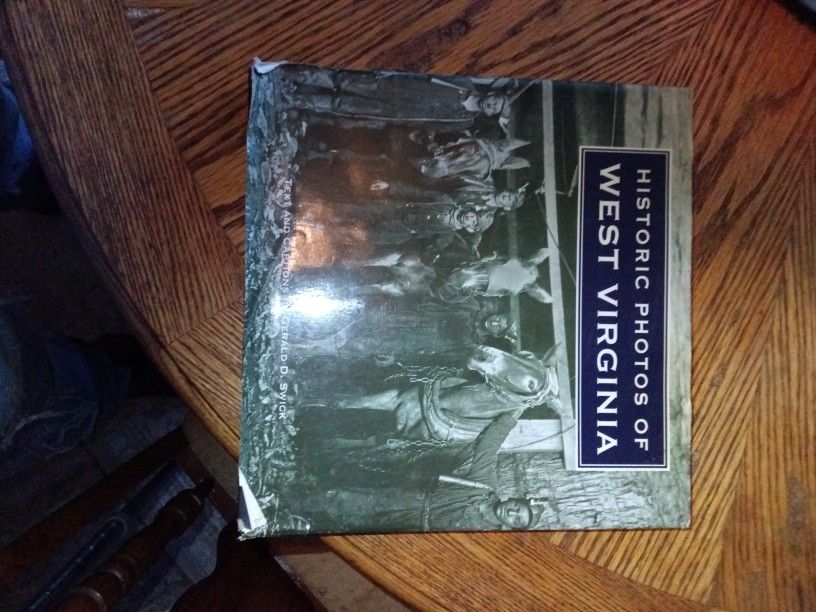 HISTORIC PHOTOS OF
WEST VIRGINIA
TEXT AND CAPTIONS BY GERALD D. SWICK